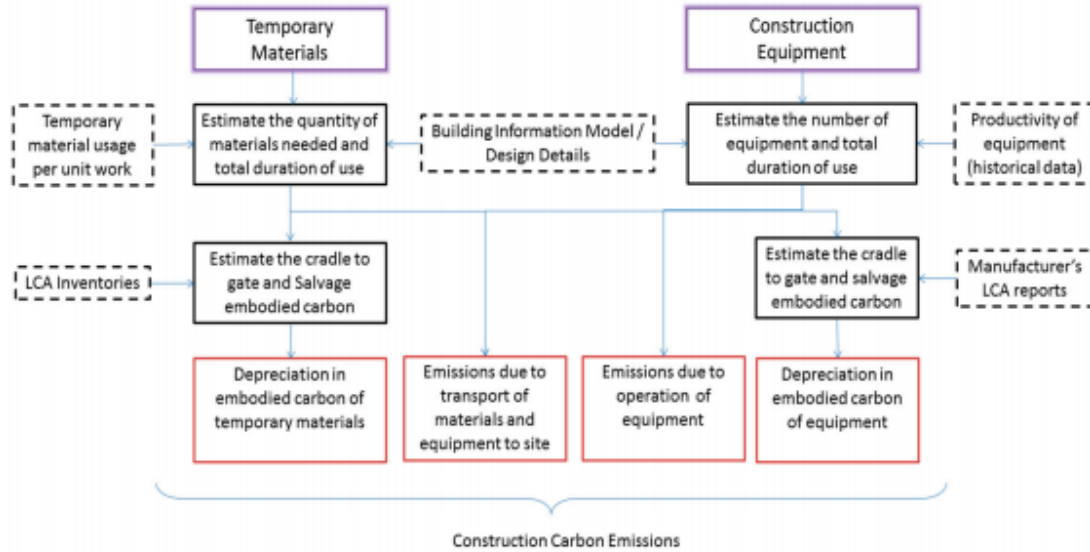 Temporary
Materials
Construction
Equipment
Temporary
material usage
per unit work
Estimate the quantity of
materials needed and
total duration of use
Building Information Model /
Design Details
Estimate the number of
equipment and total
duration of use
Productivity of
equipment
(historical data)
LCA Inventories
Estimate the cradle to
gate and Salvage
embodied carbon
Estimate the cradle
to gate and salvage
embodied carbon
Manufacturer's
LCA reports
Depreciation in
embodied carbon of
temporary materials
Emissions due to
transport of
materials and
equipment to site
Emissions due to
operation of
equipment
Depreciation in
embodied carbon
of equipment
Construction Carbon Emissions